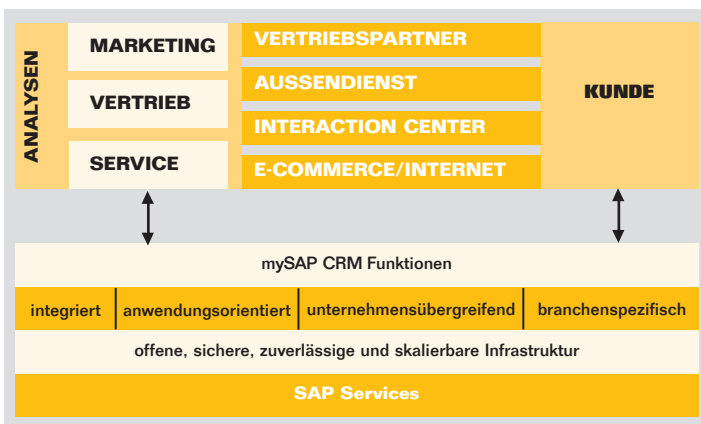 ANALYSEN
MARKETING
VERTRIEB
SERVICE
VERTRIEBSPARTNER
AUSSENDIENST
INTERACTION CENTER
E-COMMERCE/INTERNET
KUNDE
mySAP CRM Funktionen
integriert
anwendungsorientiert
unternehmensübergreifend
branchenspezifisch
offene, sichere, zuverlässige und skalierbare Infrastruktur
SAP Services